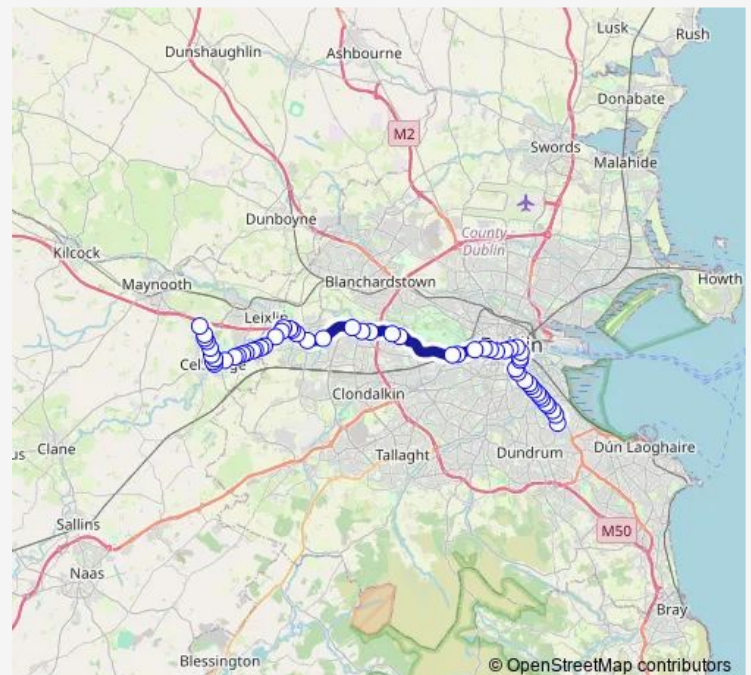 Lusk
Rush
Dunshaughlin
Ashbourne
Donabate
M2
Swords
Malahide
Dunboyne
County
Dublin
Kilcock
Blanchardstown
Howth
Maynooth
Leixlip
Clondalkin
Clane
Tallaght
Dundrum
Dún Laoghaire
Sallins
M50
Naas
Bray
Blessington
© OpenStreetMap contributors